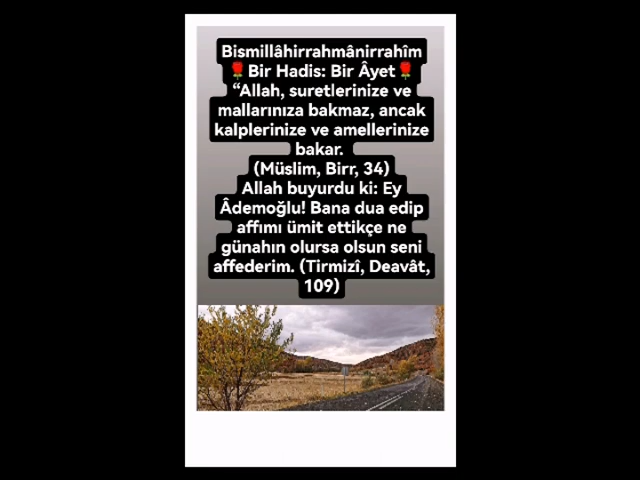 Bismillâhirrahmânirrahîm
🌹Bir Hadis: Bir Âyet🌹
“Allah, suretlerinize ve
mallarınıza bakmaz, ancak
kalplerinize ve amellerinize
bakar.
(Müslim, Birr, 34)
Allah buyurdu ki: Ey
Âdemoğlu! Bana dua edip
affımı ümit ettikçe ne
günahın olursa olsun seni
affederim. (Tirmizî, Deavât,
109)